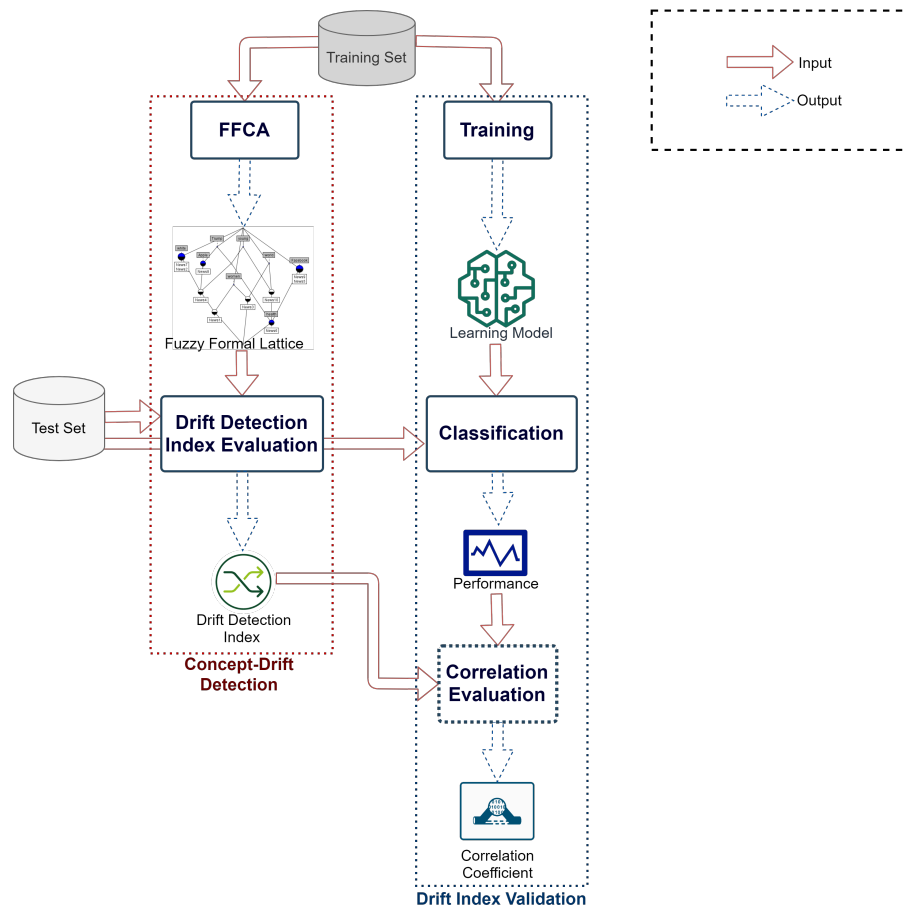 Training Set
Input
Output
FFCA
Training
Fuzzy Formal Lattice
Learning Model
Test Set
Drift Detection
Index Evaluation
Classification
Performance
Drift Detection
Index
Concept-Drift
Detection
Correlation
Evaluation
Correlation
Coefficient
Drift Index Validation